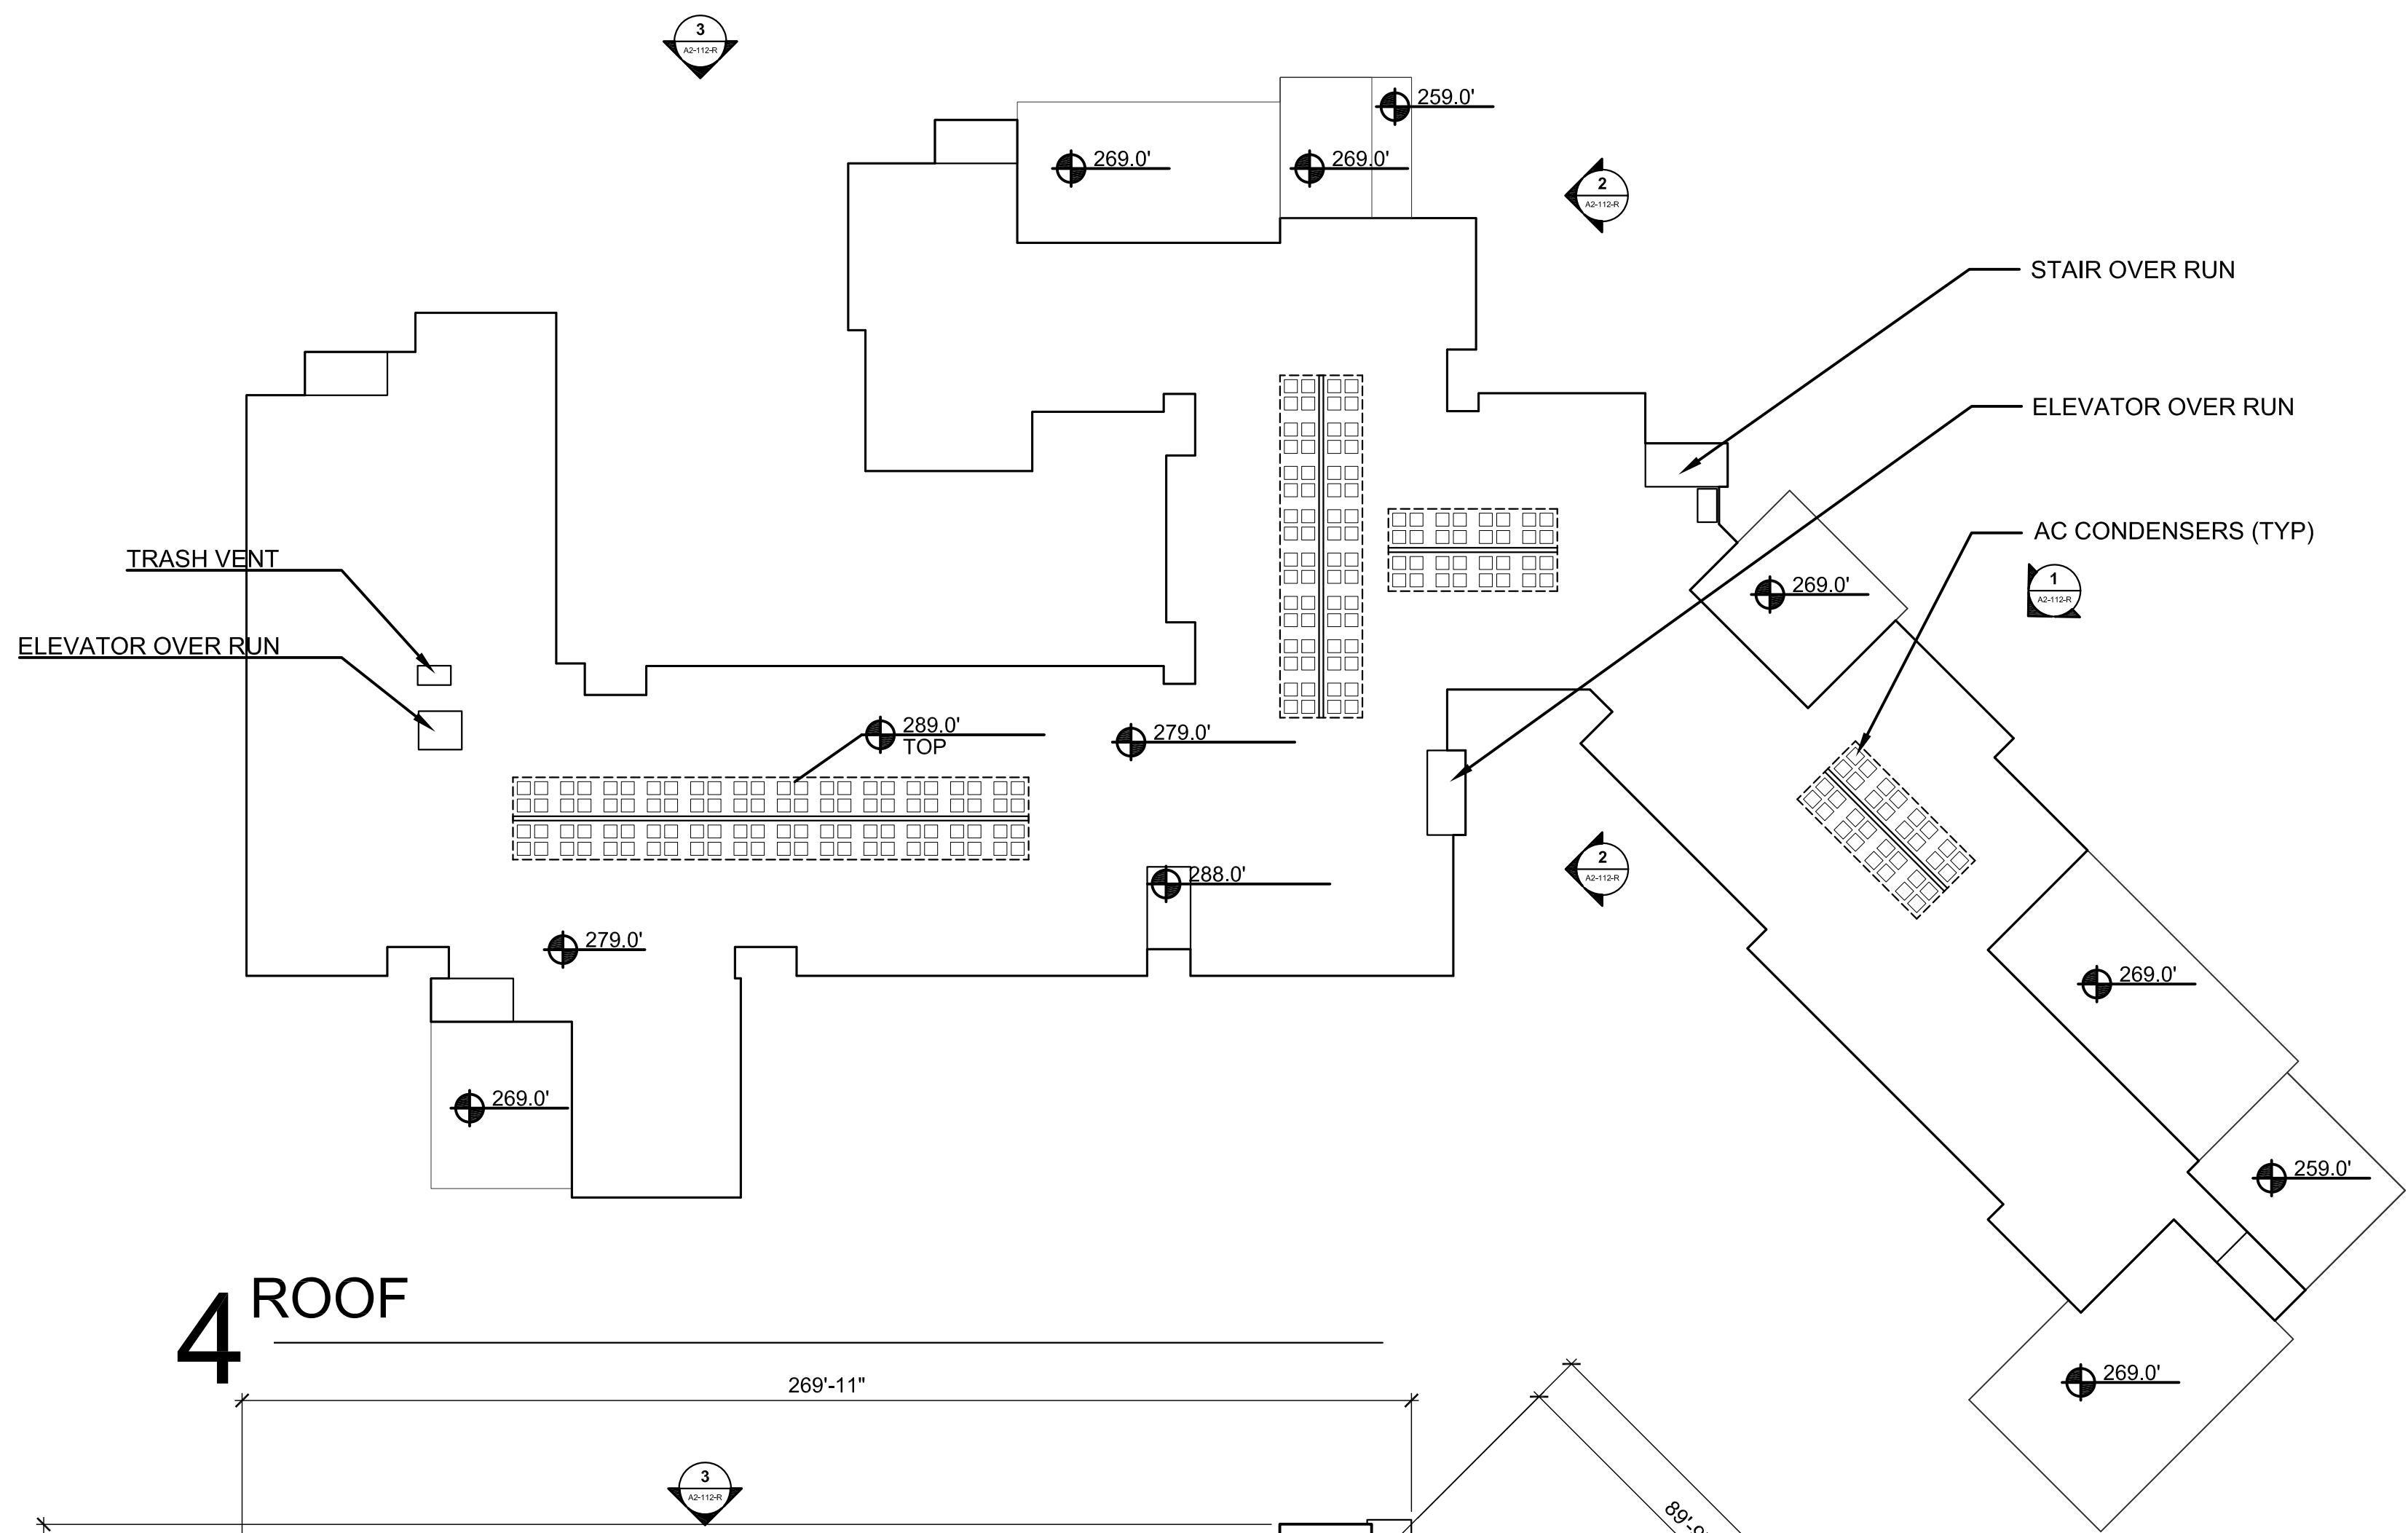 3
A2-112-R
259.0'
269.0'
269.0'
2
A2-112-R
STAIR OVER RUN
ELEVATOR OVER RUN
AC CONDENSERS (TYP)
TRASH VENT
269.0'
1
A2-112-R
ELEVATOR OVER RUN
289.0'
TOP
279.0'
2
A2-112-R
288.0'
279.0'
269.0'
269.0'
259.0'
4 ROOF
269.0'
269'-11"
3
A2-112-R